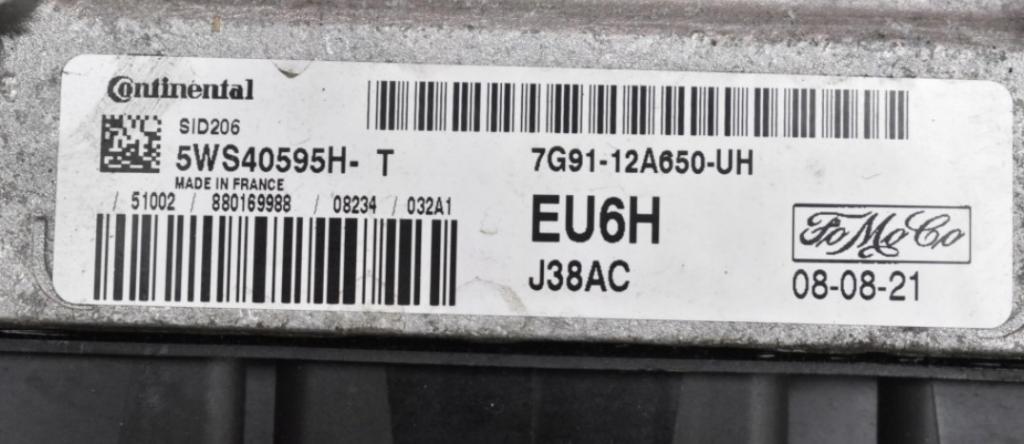 Continental
SID206
5WS40595H- T
MADE IN FRANCE
/ 51002 / 880169988 / 08234 / 032A1
7G91-12A650-UH
EU6H
J38AC
FoMoCo
08-08-21